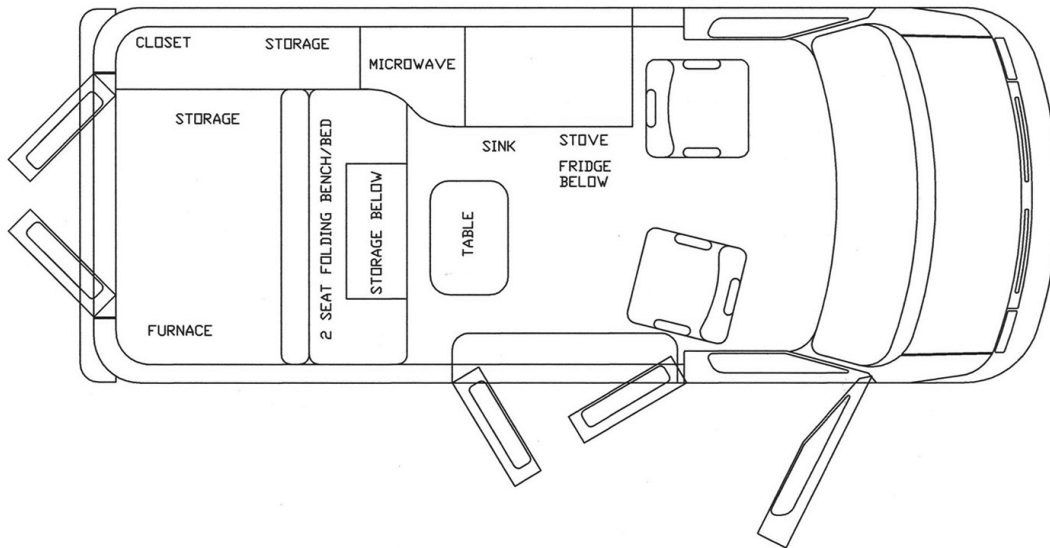 CLOSET
STORAGE
MICROWAVE
STORAGE
SINK
STOVE
FRIDGE
BELOW
2 SEAT FOLDING BENCH/BED
STORAGE BELOW
TABLE
FURNACE